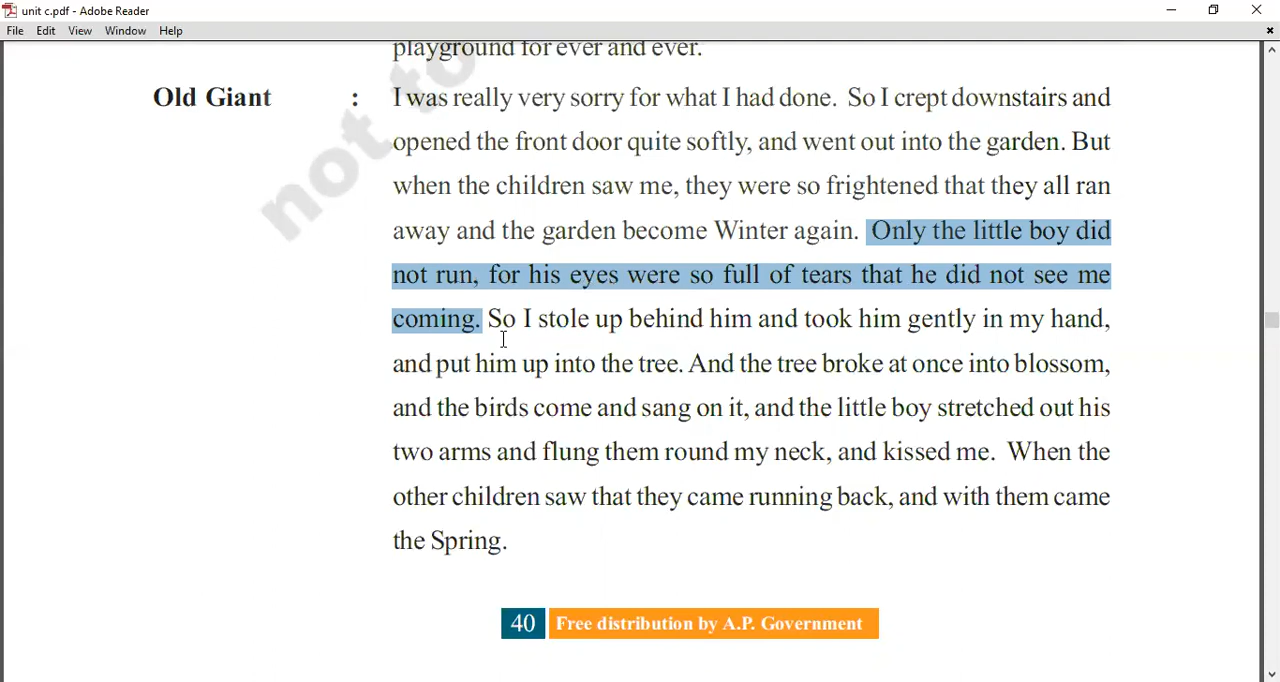 unit c.pdf - Adobe Reader
File Edit View Window Help
playground for ever and ever.
Old Giant : I was really very sorry for what I had done. So I crept downstairs and
opened the front door quite softly, and went out into the garden. But
when the children saw me, they were so frightened that they all ran
away and the garden become Winter again. Only the little boy did
not run, for his eyes were so full of tears that he did not see me
coming. So I stole up behind him and took him gently in my hand,
and put him up into the tree. And the tree broke at once into blossom,
and the birds come and sang on it, and the little boy stretched out his
two arms and flung them round my neck, and kissed me. When the
other children saw that they came running back, and with them came
the Spring.
not to
40 Free distribution by A.P. Government